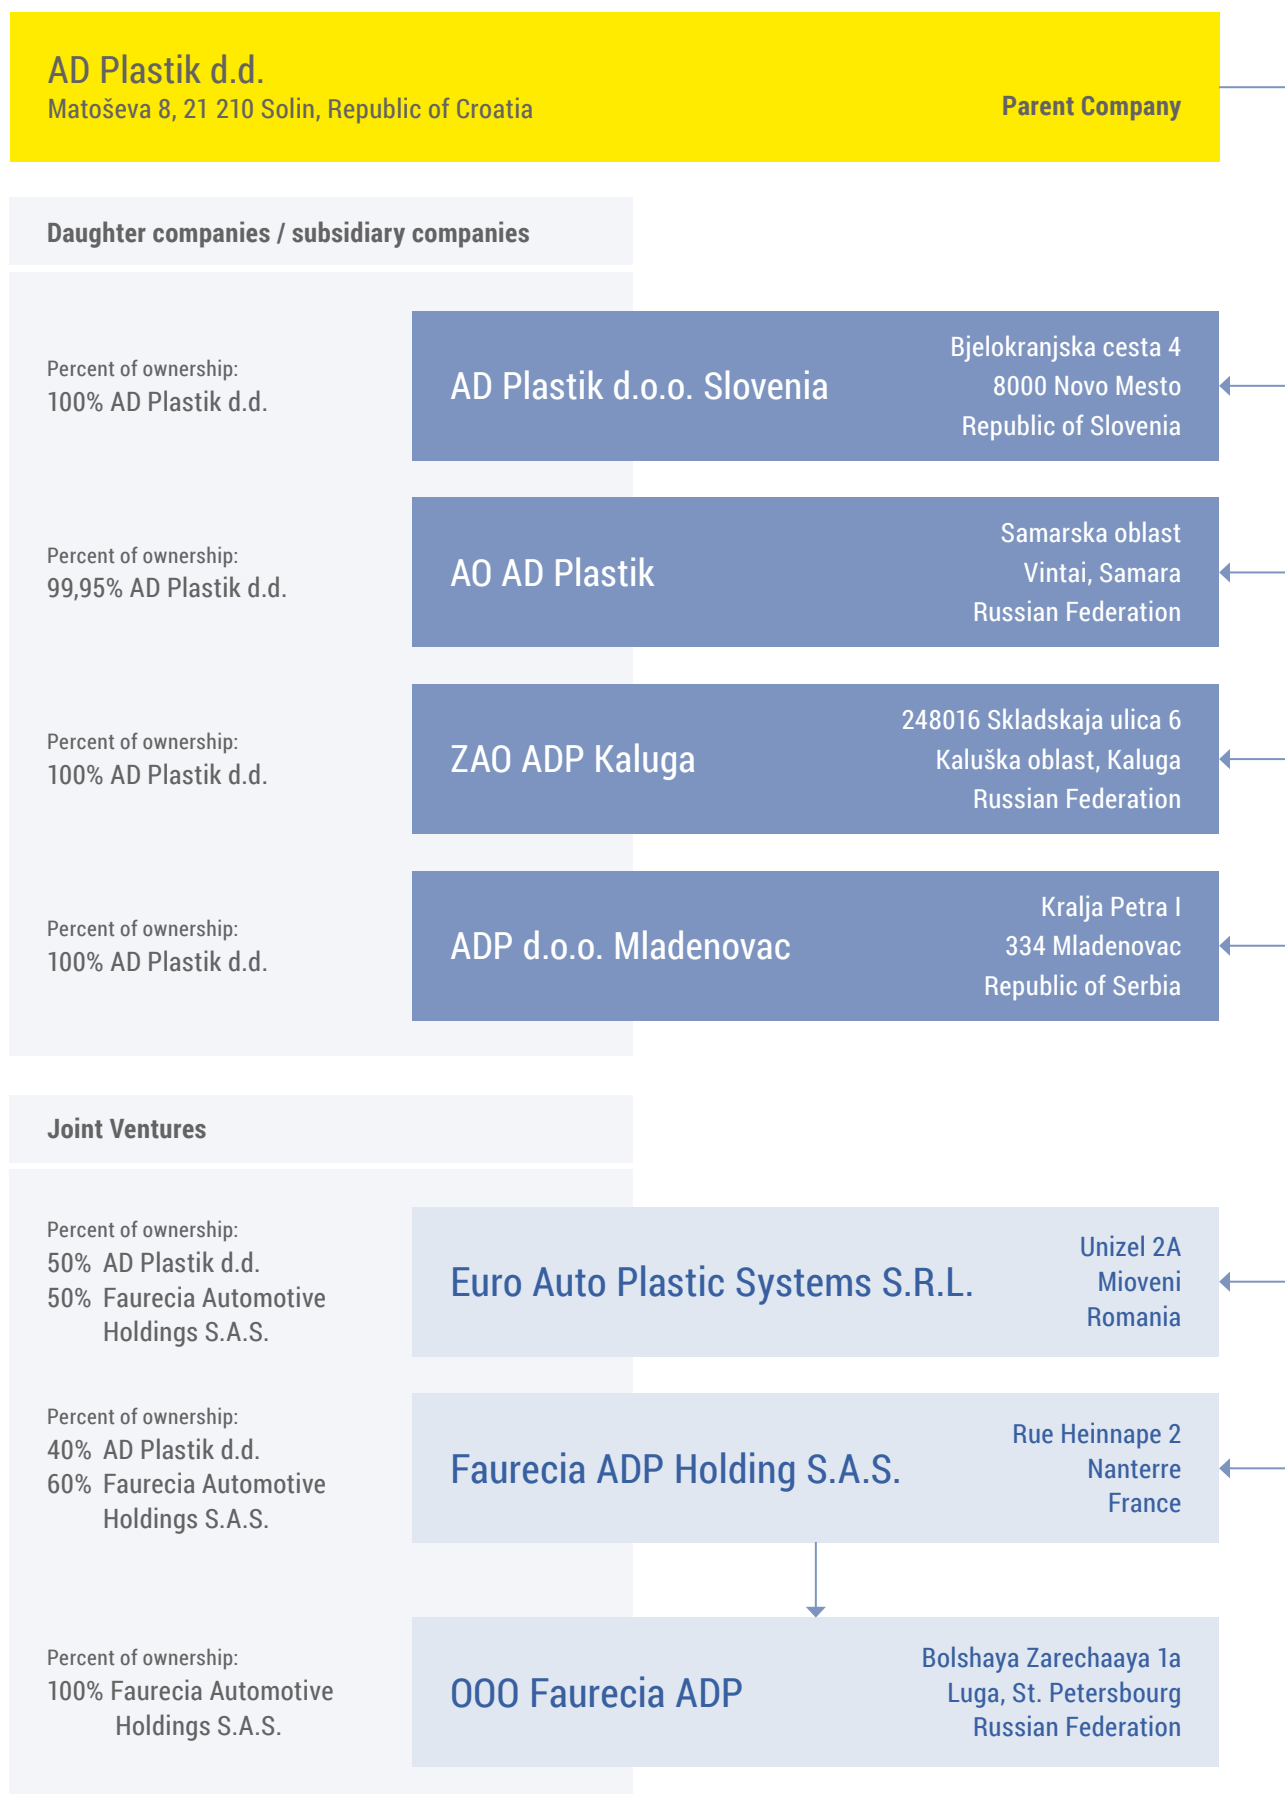 AD Plastik d.d.
Matoševa 8, 21 210 Solin, Republic of Croatia
Parent Company
Daughter companies / subsidiary companies
Percent of ownership:
100% AD Plastik d.d.
AD Plastik d.o.o. Slovenia
Bjelokranjska cesta 4
8000 Novo Mesto
Republic of Slovenia
Percent of ownership:
99,95% AD Plastik d.d.
AO AD Plastik
Samarska oblast
Vintai, Samara
Russian Federation
Percent of ownership:
100% AD Plastik d.d.
ZAO ADP Kaluga
248016 Skladskaja ulica 6
Kaluška oblast, Kaluga
Russian Federation
Percent of ownership:
100% AD Plastik d.d.
ADP d.o.o. Mladenovac
Kralja Petra I
334 Mladenovac
Republic of Serbia
Joint Ventures
Percent of ownership:
50% AD Plastik d.d.
50% Faurecia Automotive
Holdings S.A.S.
Euro Auto Plastic Systems S.R.L.
Unizel 2A
Mioveni
Romania
Percent of ownership:
40% AD Plastik d.d.
60% Faurecia Automotive
Holdings S.A.S.
Faurecia ADP Holding S.A.S.
Rue Heinnape 2
Nanterre
France
Percent of ownership:
100% Faurecia Automotive
Holdings S.A.S.
OOO Faurecia ADP
Bolshaya Zarechaaya 1a
Luga, St. Petersbourg
Russian Federation